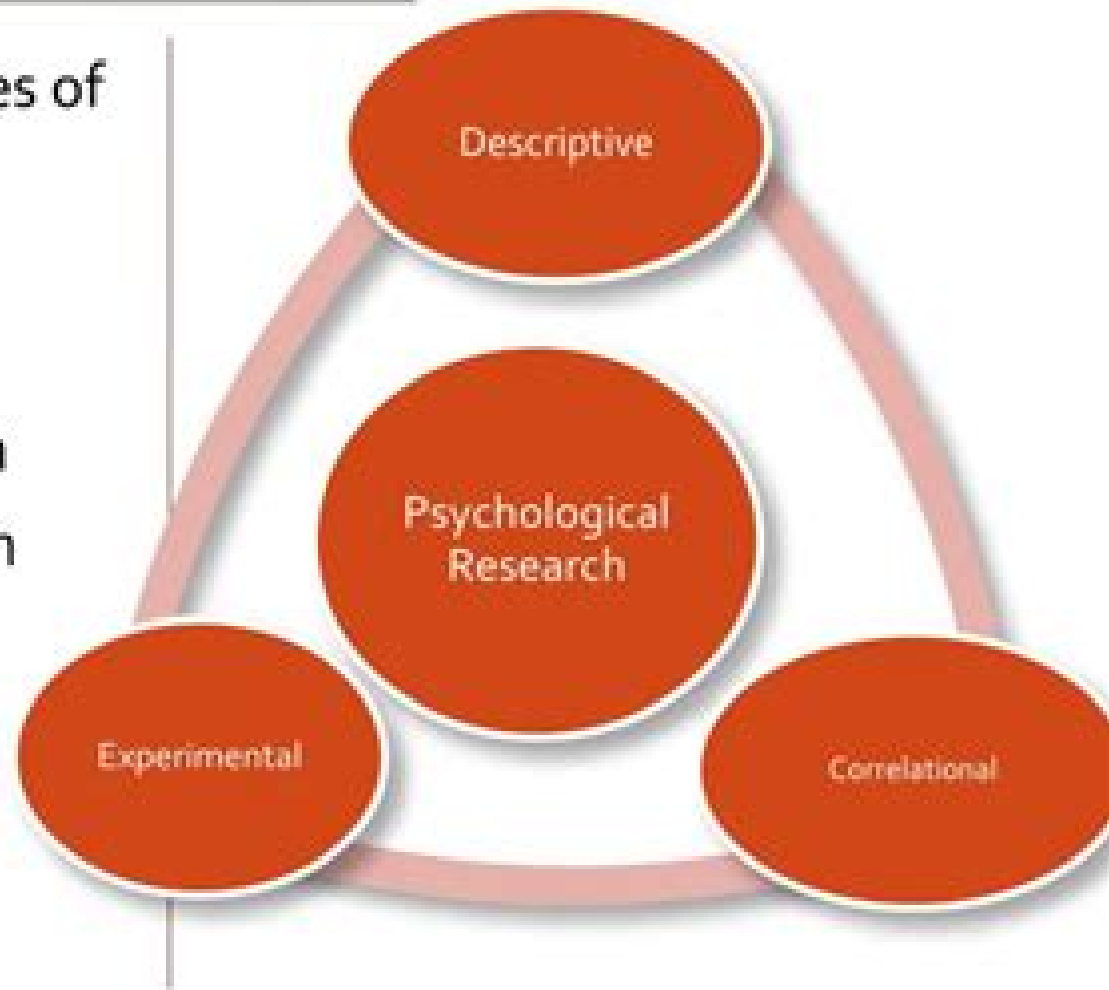 es of
Descriptive
Psychological
Research
Experimental
Correlational